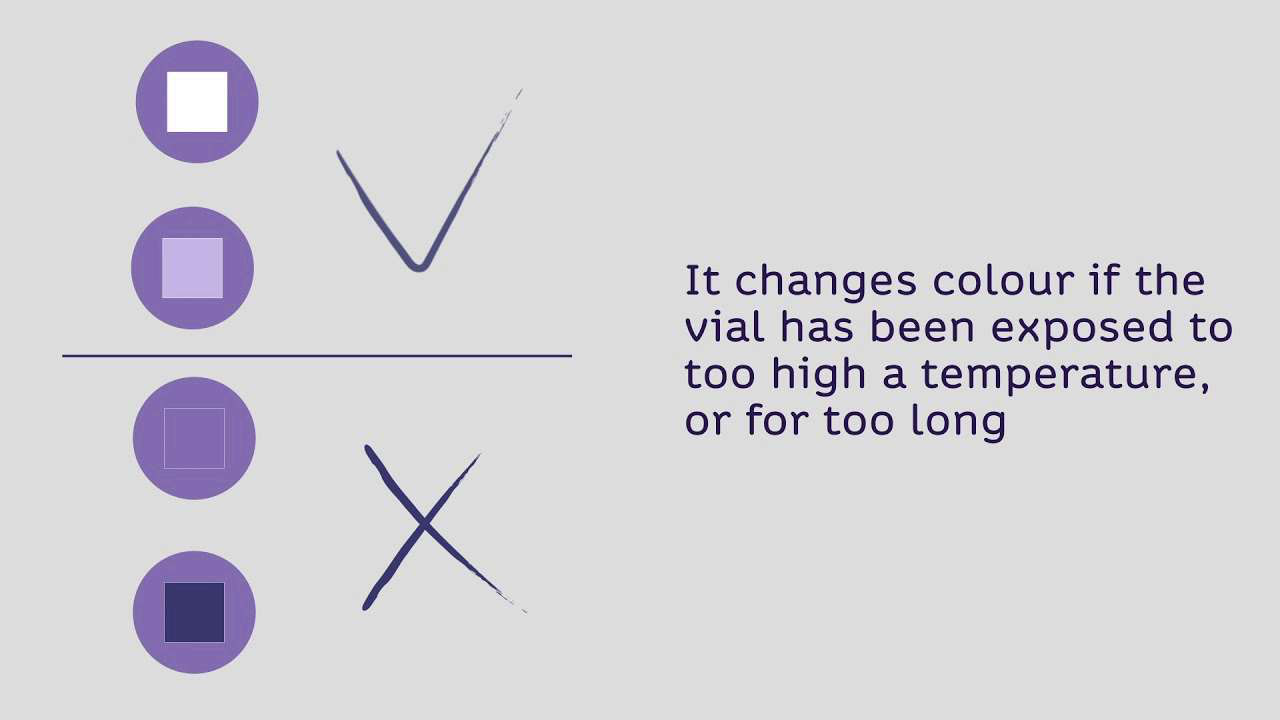 It changes colour if the
vial has been exposed to
too high a temperature,
or for too long